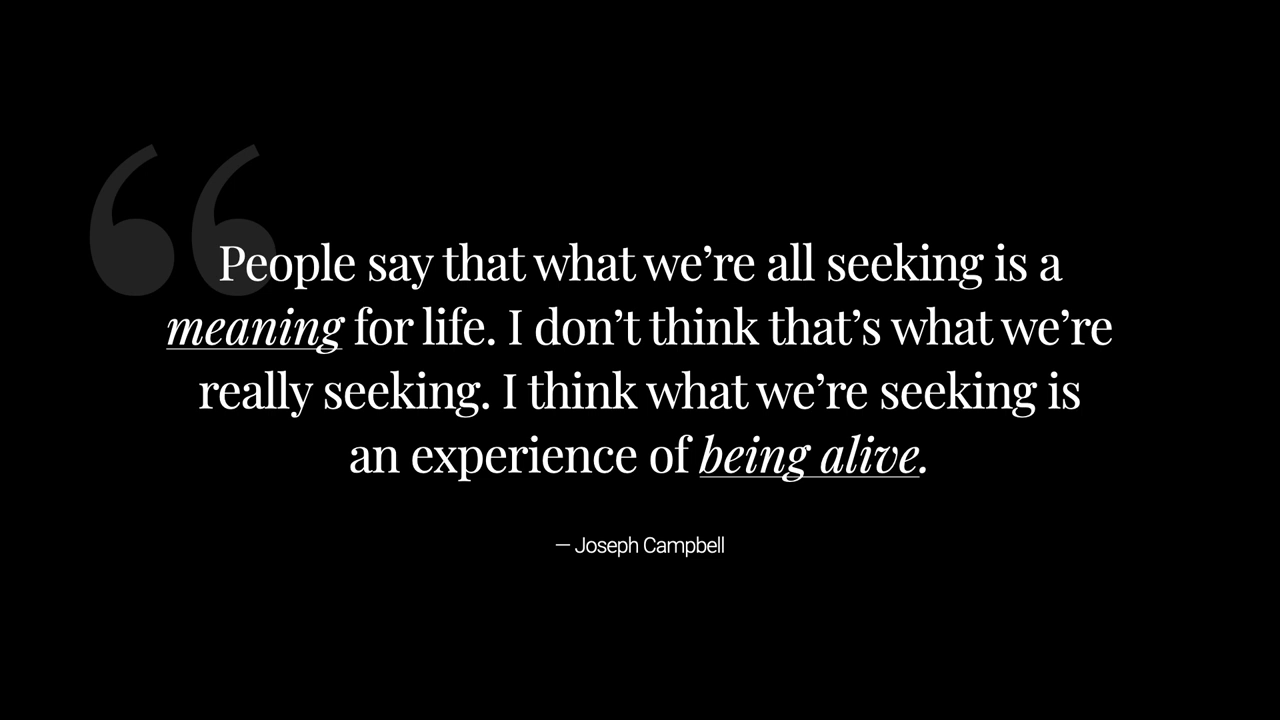 “
People say that what we’re all seeking is a
meaning for life. I don’t think that’s what we’re
really seeking. I think what we’re seeking is
an experience of being alive.
— Joseph Campbell